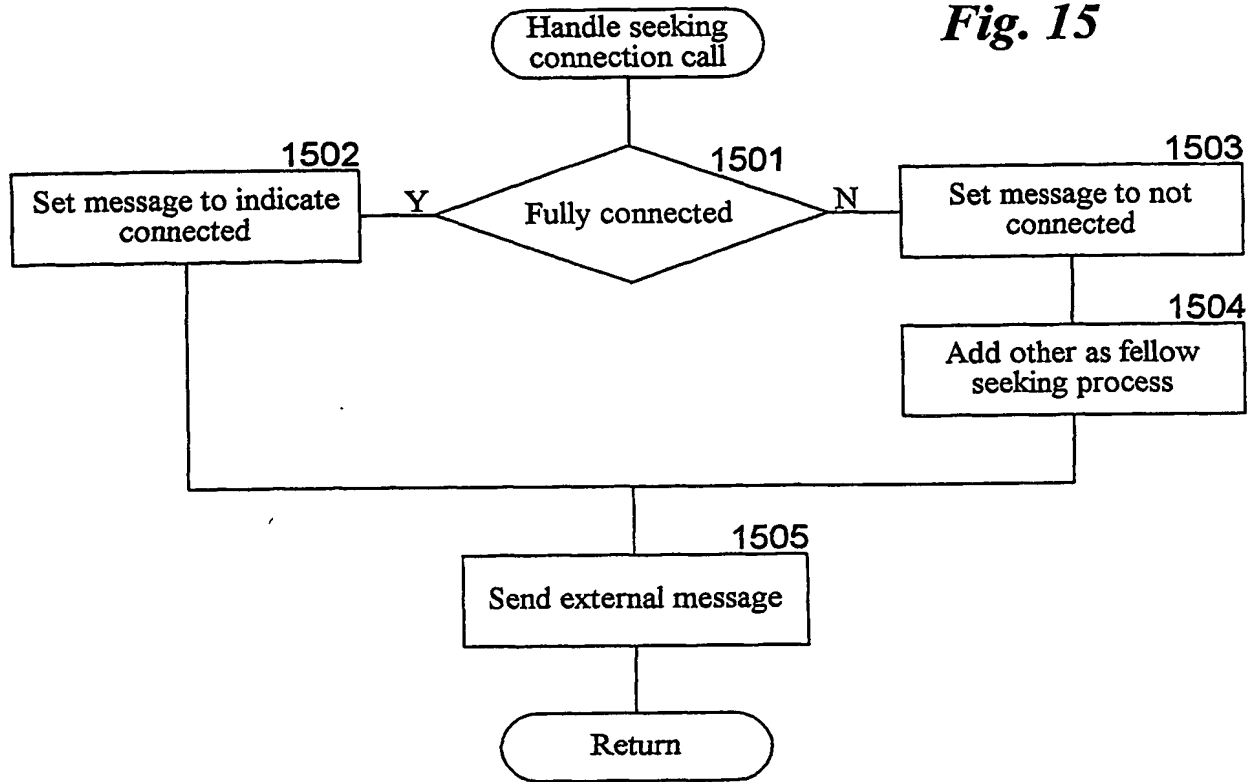 Fig. 15
Handle seeking
connection call
1501
Fully connected
Y
N
1502
Set message to indicate
connected
1503
Set message to not
connected
1504
Add other as fellow
seeking process
1505
Send external message
Return